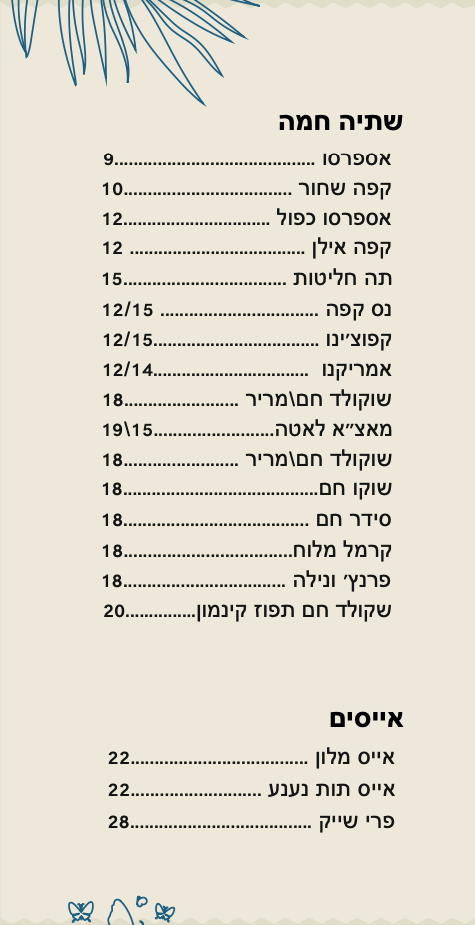 שתיה חמה
אספרסו ........................................9
קפה שחור ..................................10
אספרסו כפול .............................12
קפה אילן ................................... 12
תה חליטות .................................15
נס קפה ................................ 12/15
קפוצ׳ינו .................................12/15
אמריקנו ...............................12/14
שוקולד חם\מריר .......................18
מאצ״א לאטה........................19\15
שוקולד חם\מריר .......................18
שוקו חם.......................................18
סידר חם .....................................18
קרמל מלוח..................................18
פרנץ׳ ונילה ................................18
שקולד חם תפוז קינמון..............20
אייסים
אייס מלון ...................................22
אייס תות נענע ..........................22
פרי שייק ....................................28